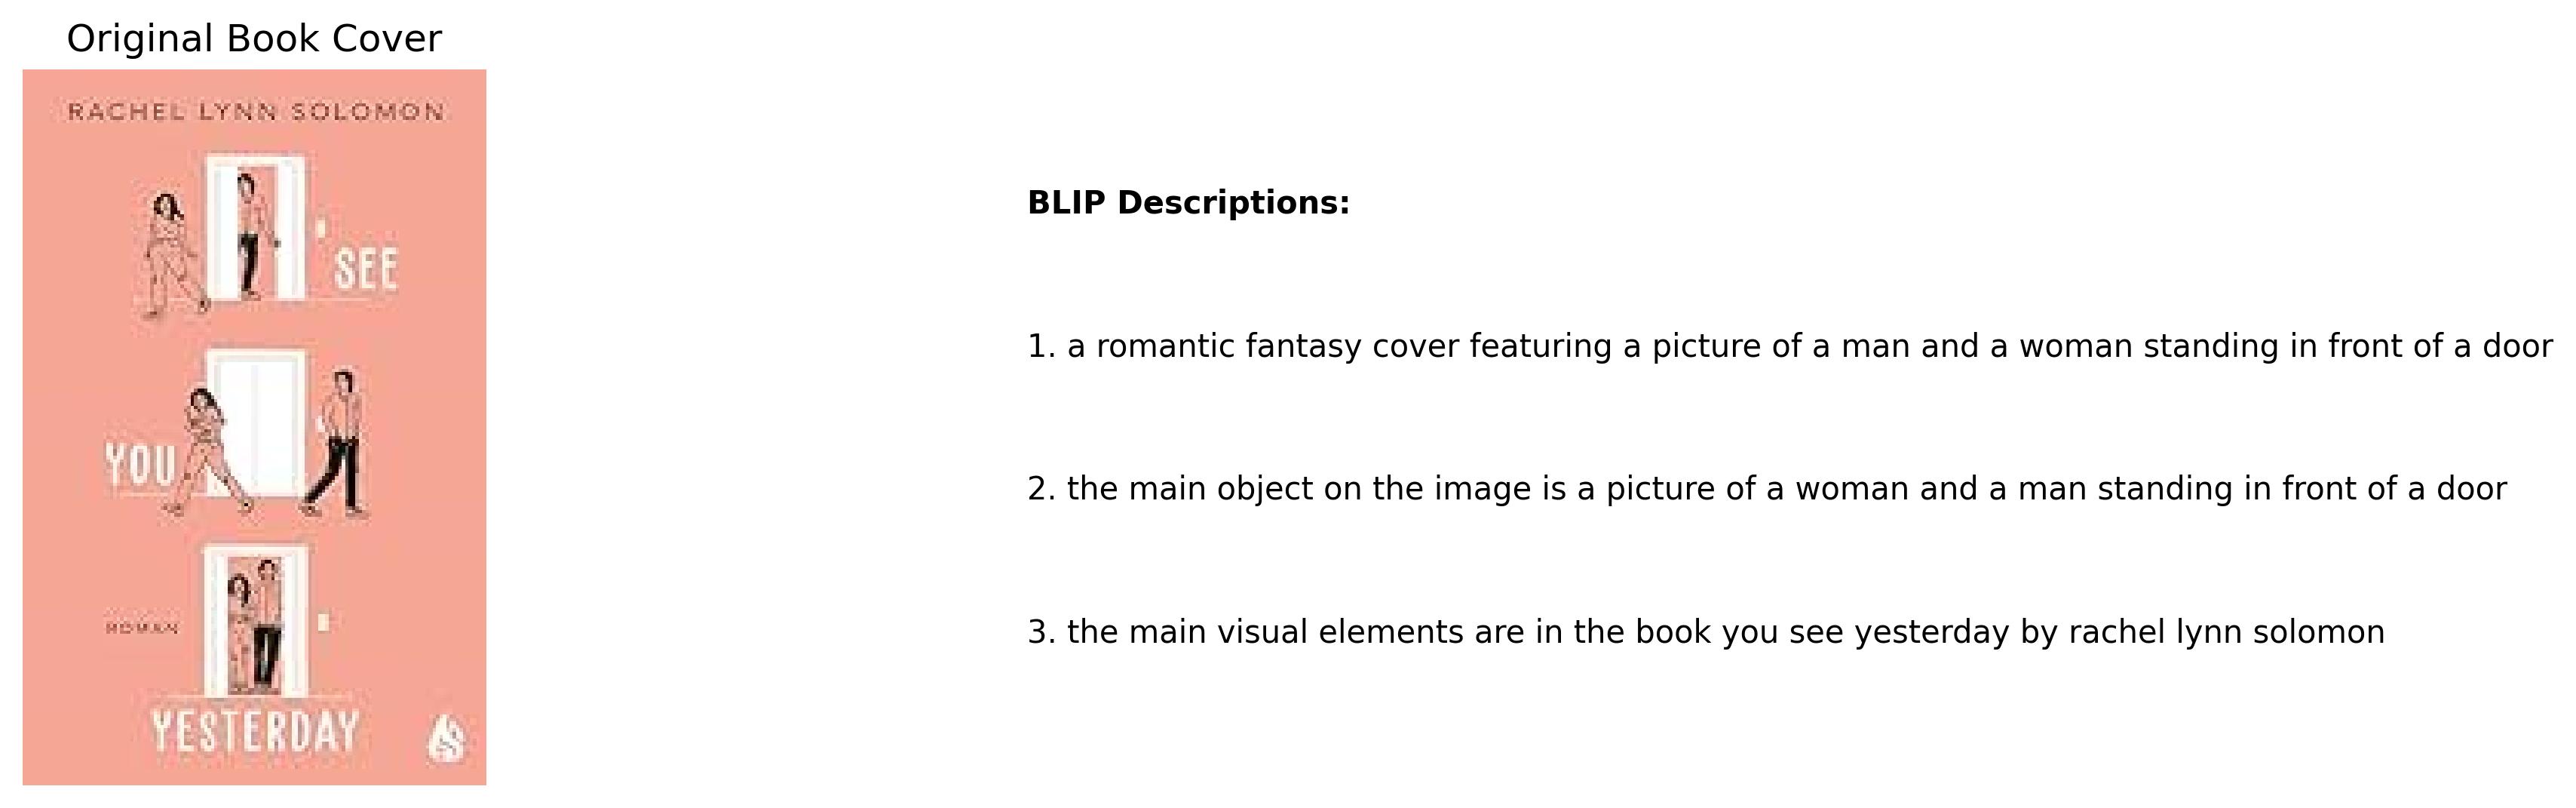 Original Book Cover
RACHEL LYNN SOLOMON
SEE
YOU
ROMAN
YESTERDAY
BLIP Descriptions:
1. a romantic fantasy cover featuring a picture of a man and a woman standing in front of a door
2. the main object on the image is a picture of a woman and a man standing in front of a door
3. the main visual elements are in the book you see yesterday by rachel lynn solomon